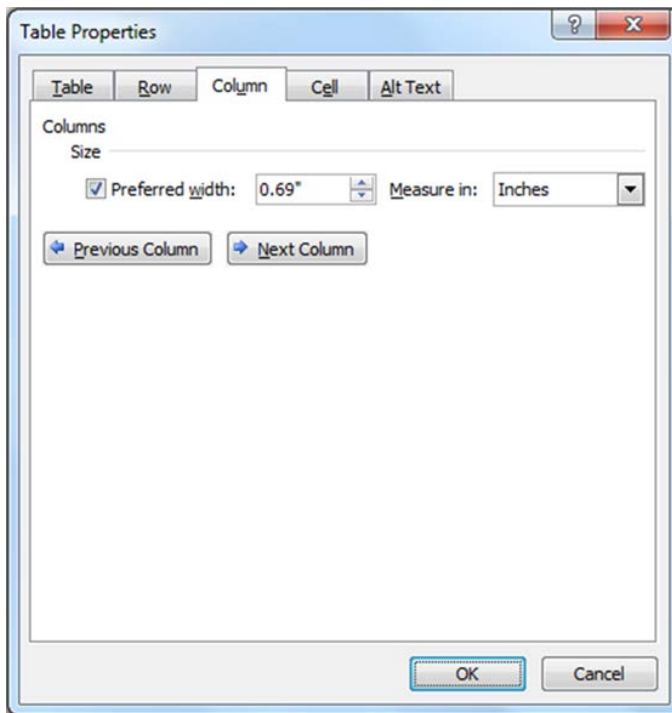 Table Properties
Table Row Column Cell Alt Text
Columns
Size
Preferred width: 0.69" Measure in: Inches
Previous Column Next Column
OK Cancel